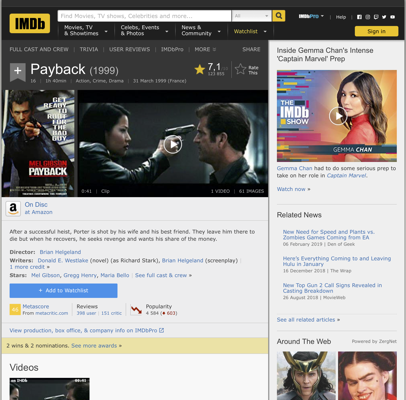 IMDb
Find Movies, TV shows, Celebrities and more...
All
IMDbPro
Help
Movies, TV & Showtimes
Celebs, Events & Photos
News & Community
Watchlist
Sign in
FULL CAST AND CREW | TRIVIA | USER REVIEWS | IMDbPro | MORE
SHARE
Payback (1999)
7,1
Rate This
16 | 1h 40min | Action, Crime, Drama | 31 March 1999 (France)
GET READY TO ROOT FOR THE BAD GUY
MEL GIBSON
PAYBACK
0:41 | Clip
1 VIDEO | 61 IMAGES
On Disc
at Amazon
After a successful heist, Porter is shot by his wife and his best friend. They leave him there to
die but when he recovers, he seeks revenge and wants his share of the money.
Director: Brian Helgeland
Writers: Donald E. Westlake (novel) (as Richard Stark), Brian Helgeland (screenplay) |
1 more credit »
Stars: Mel Gibson, Gregg Henry, Maria Bello | See full cast & crew »
+ Add to Watchlist
Metascore
From metacritic.com
Reviews
398 user | 151 critic
Popularity
4 584
View production, box office, & company info on IMDbPro
2 wins & 2 nominations. See more awards »
Videos
Inside Gemma Chan's Intense
'Captain Marvel' Prep
THE IMDb SHOW
GEMMA CHAN
Gemma Chan had to do some serious prep to
take on her role in Captain Marvel.
Watch now »
Related News
New Need for Speed and Plants vs.
Zombies Games Coming from EA
06 February 2019 | Den of Geek
Here's Everything Coming to and Leaving
Hulu in January
16 December 2018 | The Wrap
New Top Gun 2 Call Signs Revealed in
Casting Breakdown
26 August 2018 | MovieWeb
See all related articles »
Around The Web
Powered by ZergNet